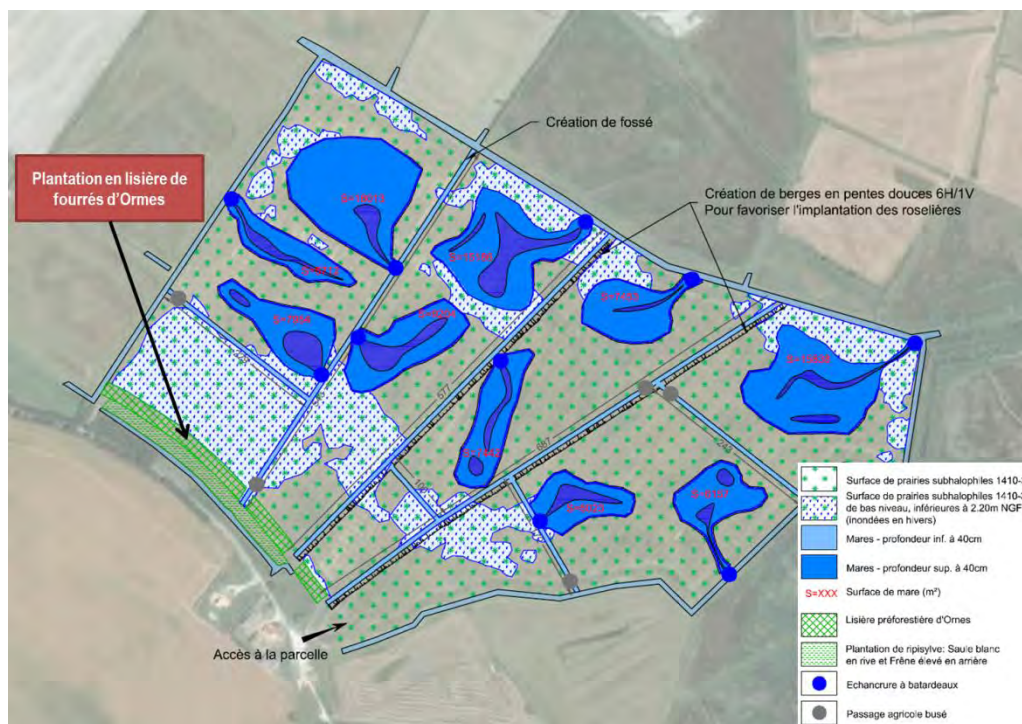 Création de fossé
Plantation en lisière de
fourrés d'Ormes
Création de berges en pentes douces 6H/1V
Pour favoriser l'implantation des roselières
577
667
Accès à la parcelle
Surface de prairies subhalophiles 1410-3
Surface de prairies subhalophiles 1410-3
de bas niveau, inférieures à 2.20m NGF
(inondées en hivers)
Mares - profondeur inf. à 40cm
Mares - profondeur sup. à 40cm
S=XXX
Surface de mare (m²)
Lisière préforestière d'Ormes
Plantation de ripisylve: Saule blanc
en rive et Frêne élevé en arrière
Echancrure à batardeaux
Passage agricole busé